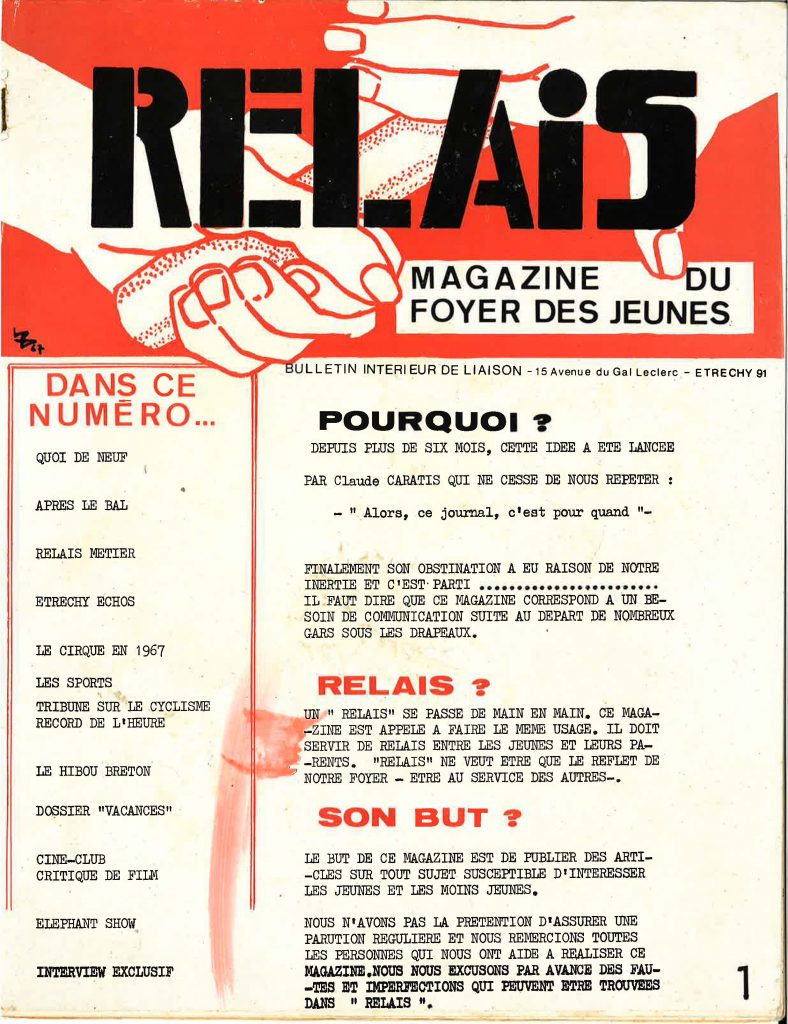 RELAiS
MAGAZINE DU
FOYER DES JEUNES
67
BULLETIN INTERIEUR DE LIAISON - 15 Avenue du Gal Leclerc - ETRECHY 91
DANS CE
NUMĒRO...
QUOI DE NEUF
APRES LE BAL
RELAIS METIER
ETRECHY ECHOS
LE CIRQUE EN 1967
LES SPORTS
TRIBUNE SUR LE CYCLISME
RECORD DE L'HEURE
LE HIBOU BRETON
DOSSIER "VACANCES"
CINE-CLUB
CRITIQUE DE FILM
ELEPHANT SHOW
INTERVIEW EXCLUSIF
POURQUOI ?
DEPUIS PLUS DE SIX MOIS, CETTE IDEE A ETE LANCEE
PAR Claude CARATIS QUI NE CESSE DE NOUS REPETER :
- " Alors, ce journal, c'est pour quand "-
FINALEMENT SON OBSTINATION A EU RAISON DE NOTRE
INERTIE ET C'EST PARTI ........................
IL FAUT DIRE QUE CE MAGAZINE CORRESPOND A UN BE-
SOIN DE COMMUNICATION SUITE AU DEPART DE NOMBREUX
GARS SOUS LES DRAPEAUX.
RELAIS ?
UN " RELAIS" SE PASSE DE MAIN EN MAIN. CE MAGA-
-ZINE EST APPELE A FAIRE LE MEME USAGE. IL DOIT
SERVIR DE RELAIS ENTRE LES JEUNES ET LEURS PA-
-RENTS. "RELAIS" NE VEUT ETRE QUE LE REFLET DE
NOTRE FOYER - ETRE AU SERVICE DES AUTRES-.
SON BUT ?
LE BUT DE CE MAGAZINE EST DE PUBLIER DES ARTI-
-CLES SUR TOUT SUJET SUSCEPTIBLE D'INTERESSER
LES JEUNES ET LES MOINS JEUNES.
NOUS N'AVONS PAS LA PRETENTION D'ASSURER UNE
PARUTION REGULIERE ET NOUS REMERCIONS TOUTES
LES PERSONNES QUI NOUS ONT AIDE A REALISER CE
MAGAZINE.NOUS NOUS EXCUSONS PAR AVANCE DES FAU-
-TES ET IMPERFECTIONS QUI PEUVENT ETRE TROUVEES
DANS " RELAIS ".
1